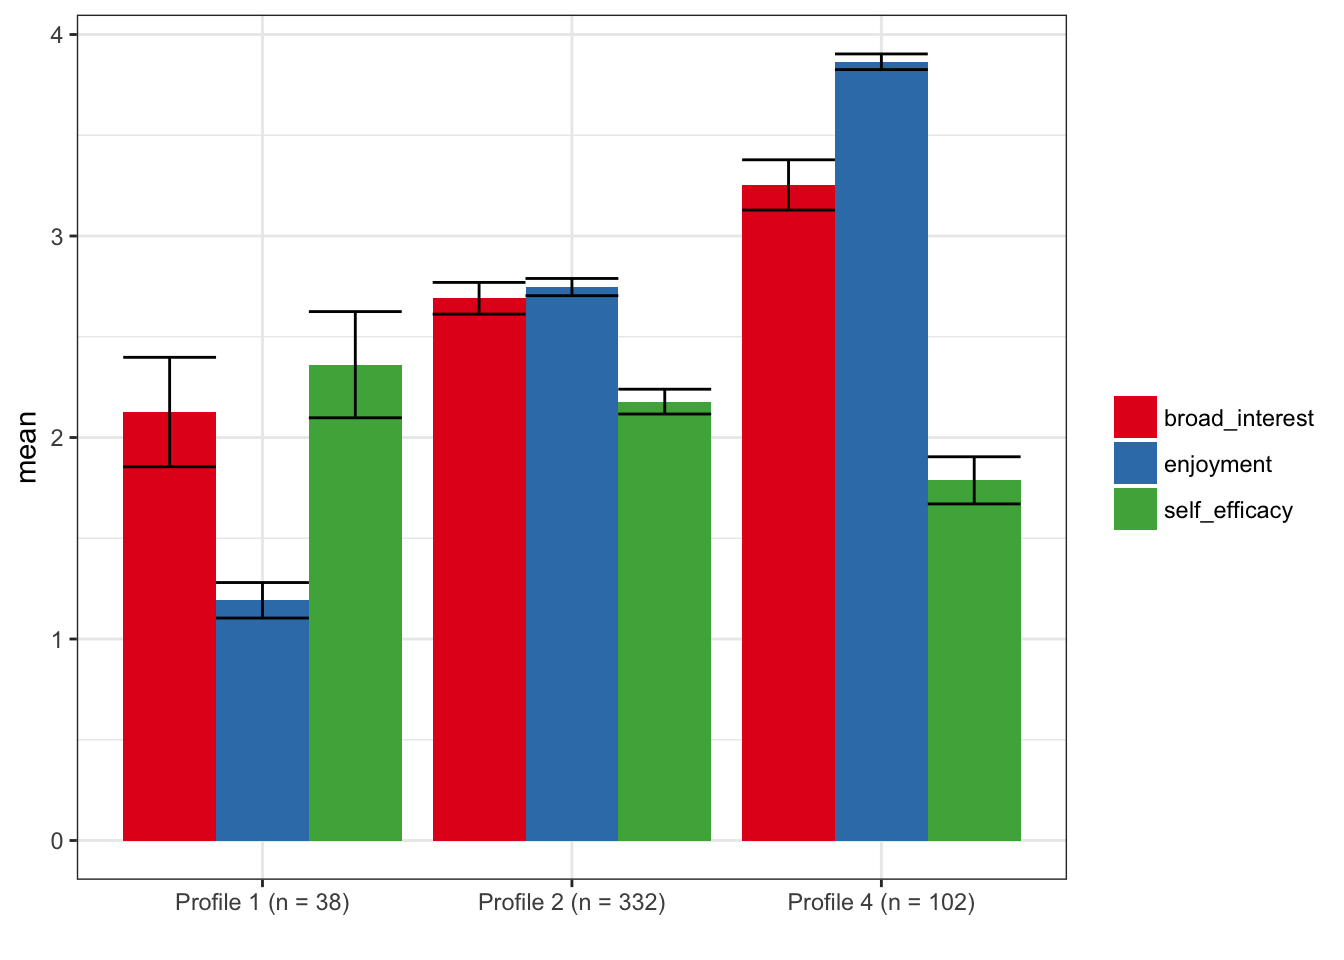 4
3
2
1
0
mean
Profile 1 (n = 38)
Profile 2 (n = 332)
Profile 4 (n = 102)
broad_interest
enjoyment
self_efficacy